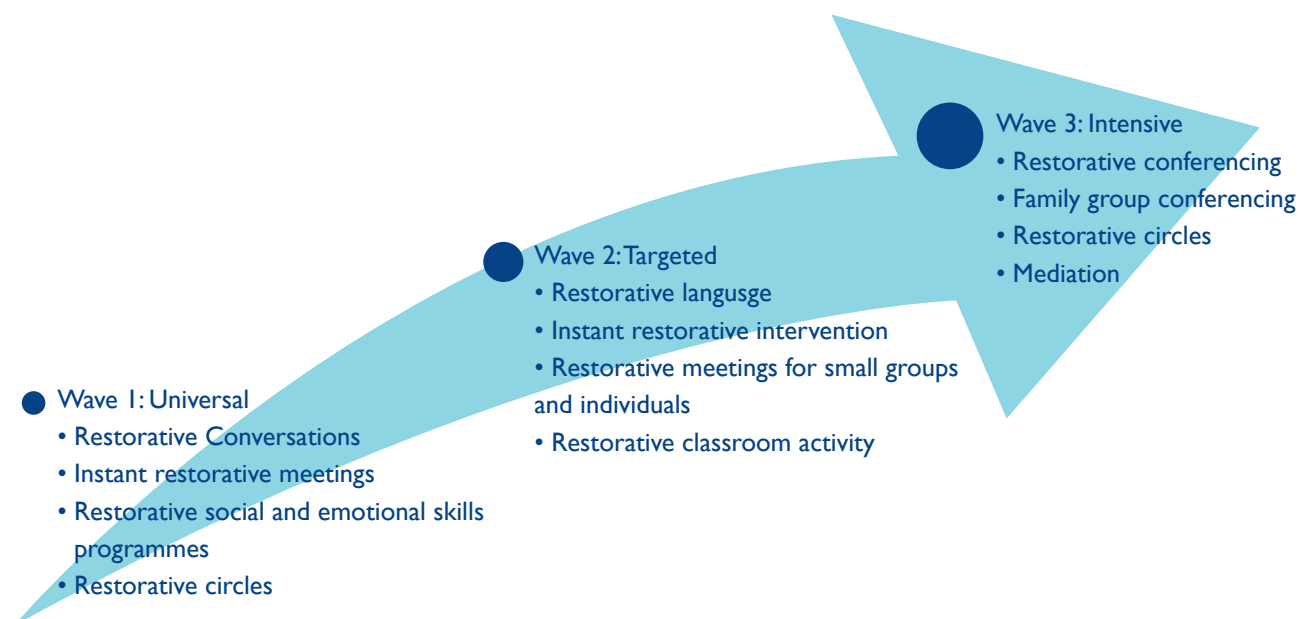 Wave 1: Universal
• Restorative Conversations
• Instant restorative meetings
• Restorative social and emotional skills
programmes
• Restorative circles
Wave 2: Targeted
• Restorative langusge
• Instant restorative intervention
• Restorative meetings for small groups
and individuals
• Restorative classroom activity
Wave 3: Intensive
• Restorative conferencing
• Family group conferencing
• Restorative circles
• Mediation